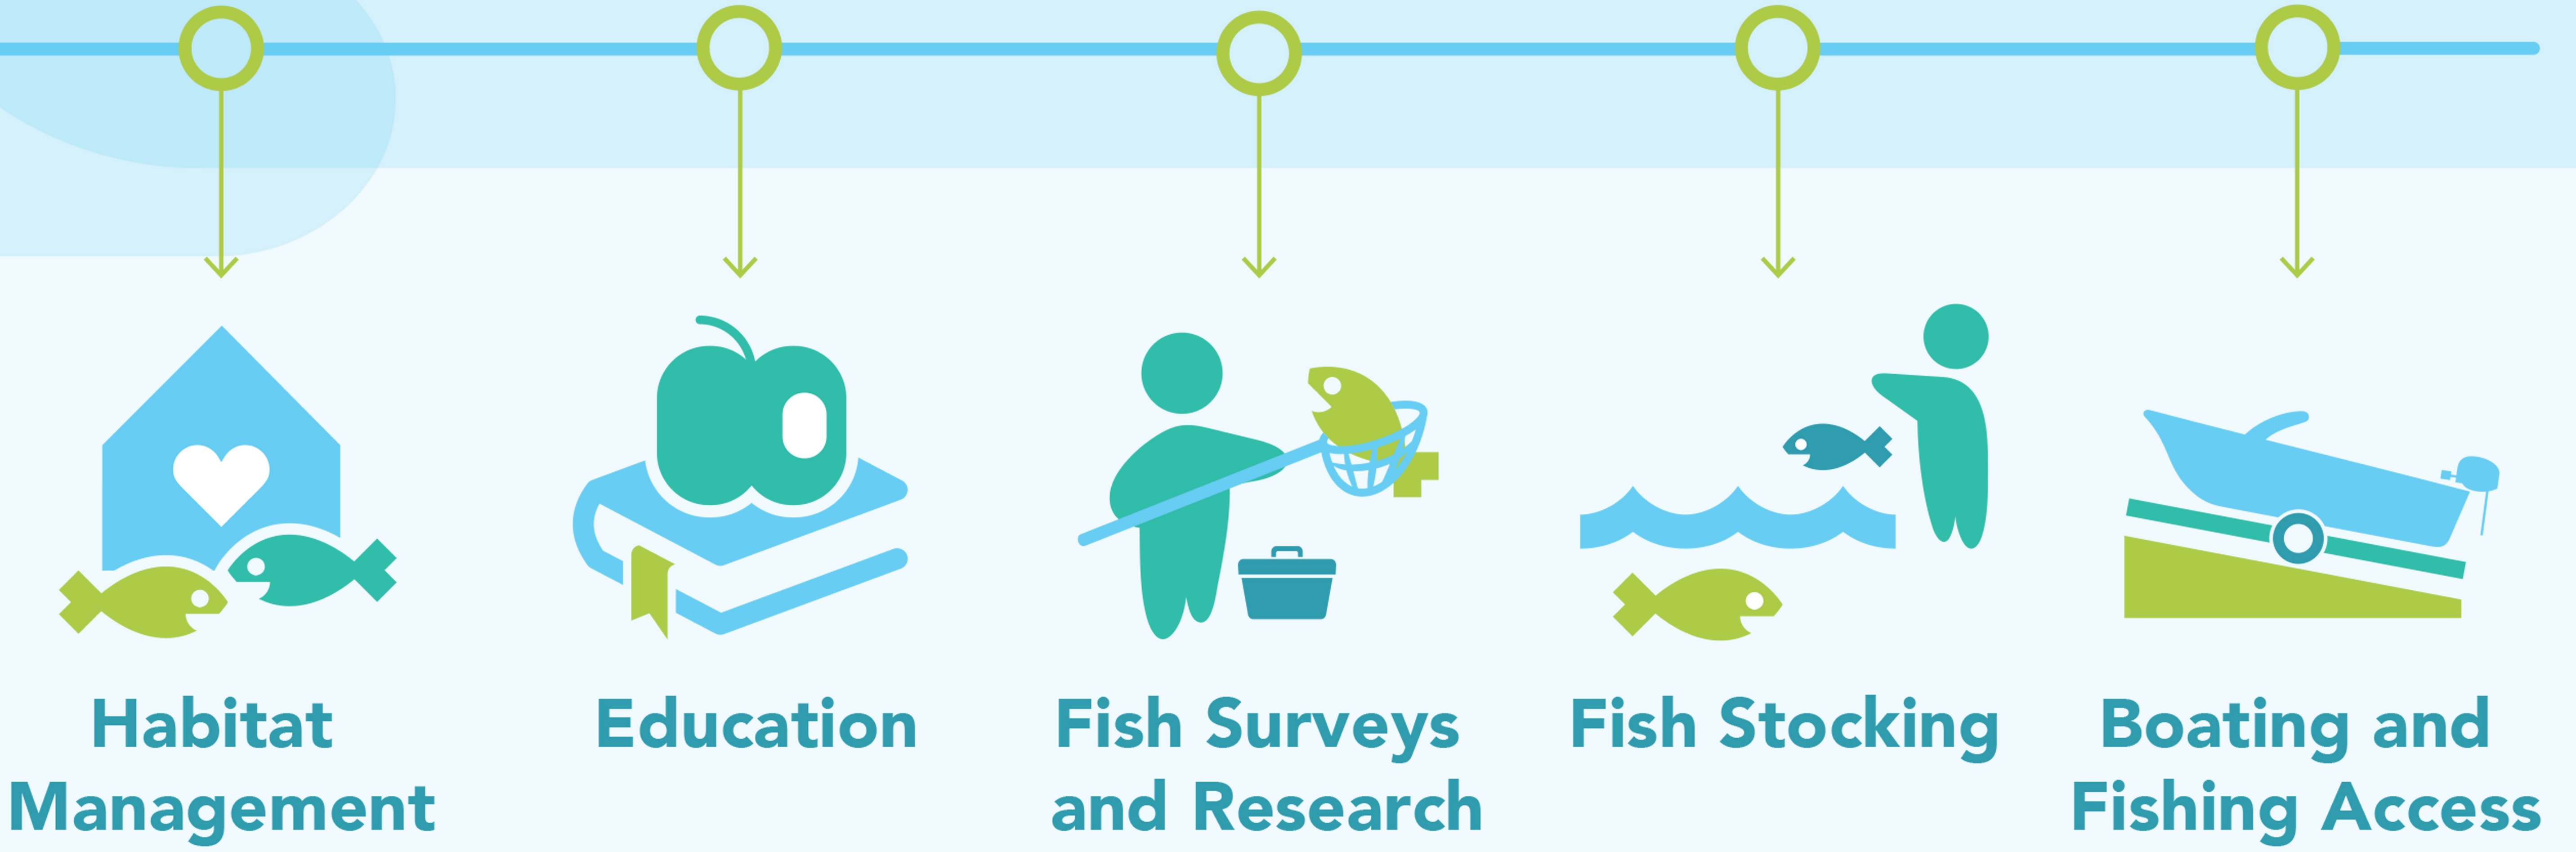 Habitat
Management
Education
Fish Surveys
and Research
Fish Stocking
Boating and
Fishing Access